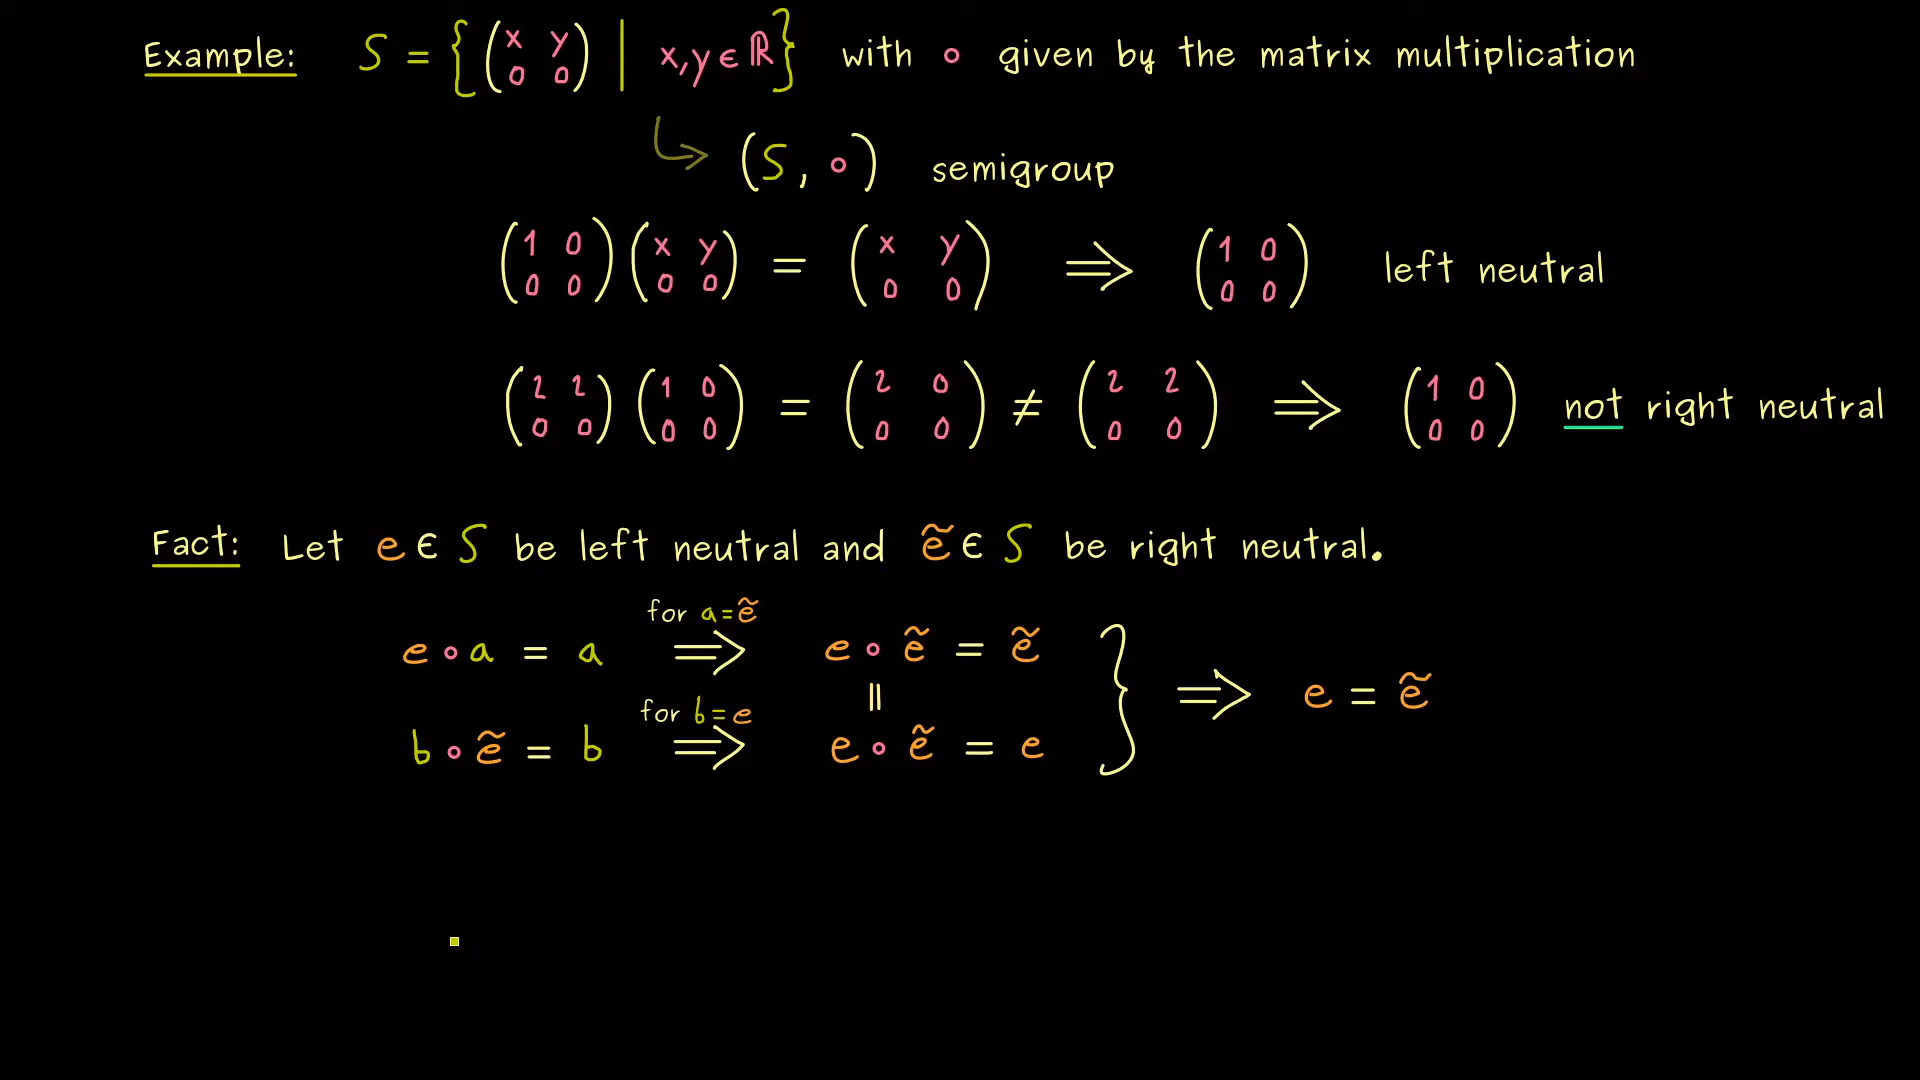 Example: S = { ( x y ; 0 0 ) | x,y ∈ ℝ } with ∘ given by the matrix multiplication
↳ (S, ∘) semigroup
( 1 0 ; 0 0 ) ( x y ; 0 0 ) = ( x y ; 0 0 ) ⟹ ( 1 0 ; 0 0 ) left neutral
( 2 2 ; 0 0 ) ( 1 0 ; 0 0 ) = ( 2 0 ; 0 0 ) ≠ ( 2 2 ; 0 0 ) ⟹ ( 1 0 ; 0 0 ) not right neutral
Fact: Let e ∈ S be left neutral and ẽ ∈ S be right neutral.
for a = ẽ
e ∘ a = a ⟹ e ∘ ẽ = ẽ
‖ } ⟹ e = ẽ
for b = e
b ∘ ẽ = b ⟹ e ∘ ẽ = e